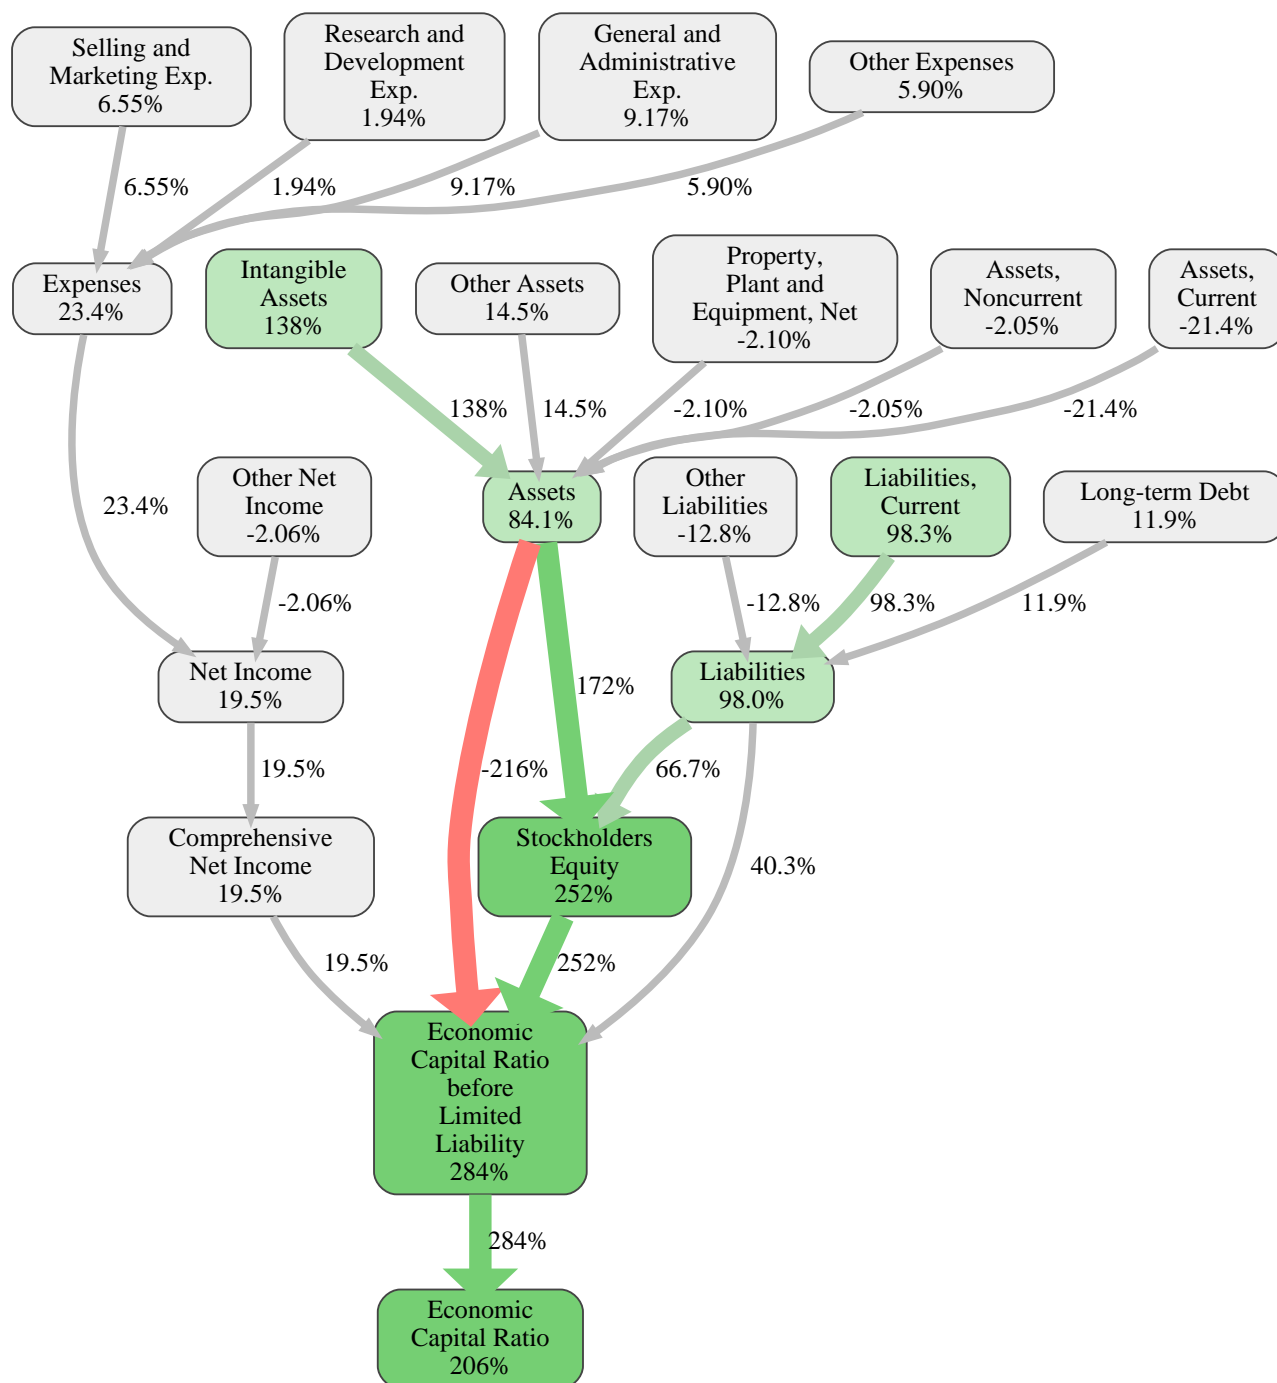 Selling and
Marketing Exp.
6.55%
Research and
Development
Exp.
1.94%
General and
Administrative
Exp.
9.17%
Other Expenses
5.90%
6.55%
1.94%
9.17%
5.90%
Expenses
23.4%
Intangible
Assets
138%
Other Assets
14.5%
Property,
Plant and
Equipment, Net
-2.10%
Assets,
Noncurrent
-2.05%
Assets,
Current
-21.4%
138%
14.5%
-2.10%
-2.05%
-21.4%
23.4%
Other Net
Income
-2.06%
Assets
84.1%
Other
Liabilities
-12.8%
Liabilities,
Current
98.3%
Long-term Debt
11.9%
-2.06%
-12.8%
98.3%
11.9%
Net Income
19.5%
172%
Liabilities
98.0%
19.5%
-216%
66.7%
Comprehensive
Net Income
19.5%
Stockholders
Equity
252%
40.3%
19.5%
252%
Economic
Capital Ratio
before
Limited
Liability
284%
284%
Economic
Capital Ratio
206%